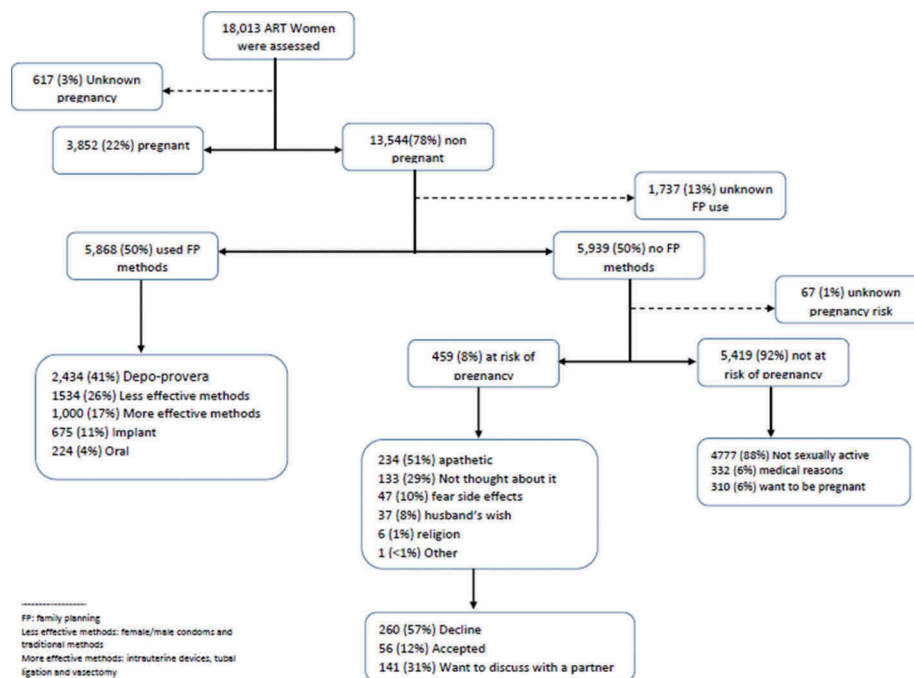 18,013 ART Women
were assessed
617 (3%) Unknown
pregnancy
3,852 (22%) pregnant
13,544(78%) non
pregnant
1,737 (13%) unknown
FP use
5,868 (50%) used FP
methods
5,939 (50%) no FP
methods
67 (1%) unknown
pregnancy risk
459 (8%) at risk of
pregnancy
5,419 (92%) not at
risk of pregnancy
2,434 (41%) Depo-provera
1534 (26%) Less effective methods
1,000 (17%) More effective methods
675 (11%) Implant
224 (4%) Oral
4777 (88%) Not sexually active
332 (6%) medical reasons
310 (6%) want to be pregnant
234 (51%) apathetic
133 (29%) Not thought about it
47 (10%) fear side effects
37 (8%) husband's wish
6 (1%) religion
1 (<1%) Other
260 (57%) Decline
56 (12%) Accepted
141 (31%) Want to discuss with a partner
------------------
FP: family planning
Less effective methods: female/male condoms and
traditional methods
More effective methods: intrauterine devices, tubal
ligation and vasectomy